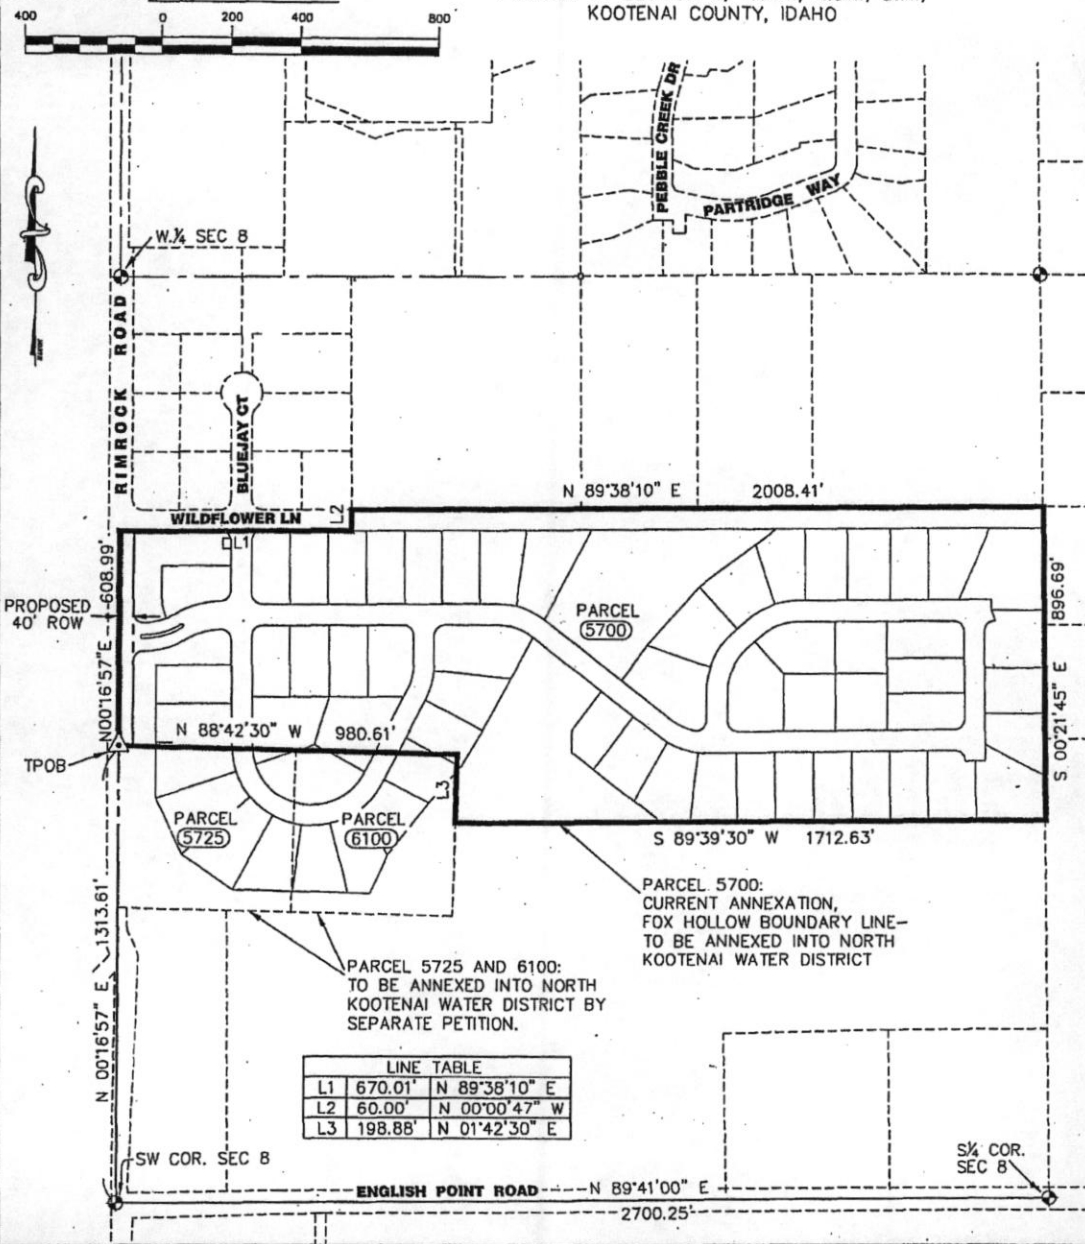 400 0 200 400 800
KOOTENAI COUNTY, IDAHO
PEBBLE CREEK DR
PARTRIDGE WAY
W.¼ SEC 8
RIMROCK ROAD
BLUEJAY CT
N 89°38'10" E 2008.41'
WILDFLOWER LN
L2
L1
608.99'
PROPOSED
40' ROW
N00°16'57"E
PARCEL
5700
896.69'
S 00°21'45" E
N 88°42'30" W 980.61'
TPOB
L3
PARCEL
5725
PARCEL
6100
S 89°39'30" W 1712.63'
PARCEL 5700:
CURRENT ANNEXATION,
FOX HOLLOW BOUNDARY LINE-
TO BE ANNEXED INTO NORTH
KOOTENAI WATER DISTRICT
N 00°16'57" E 1313.61'
PARCEL 5725 AND 6100:
TO BE ANNEXED INTO NORTH
KOOTENAI WATER DISTRICT BY
SEPARATE PETITION.
LINE TABLE
L1 670.01' N 89°38'10" E
L2 60.00' N 00°00'47" W
L3 198.88' N 01°42'30" E
SW COR. SEC 8
S¼ COR.
SEC 8
ENGLISH POINT ROAD N 89°41'00" E
2700.25'